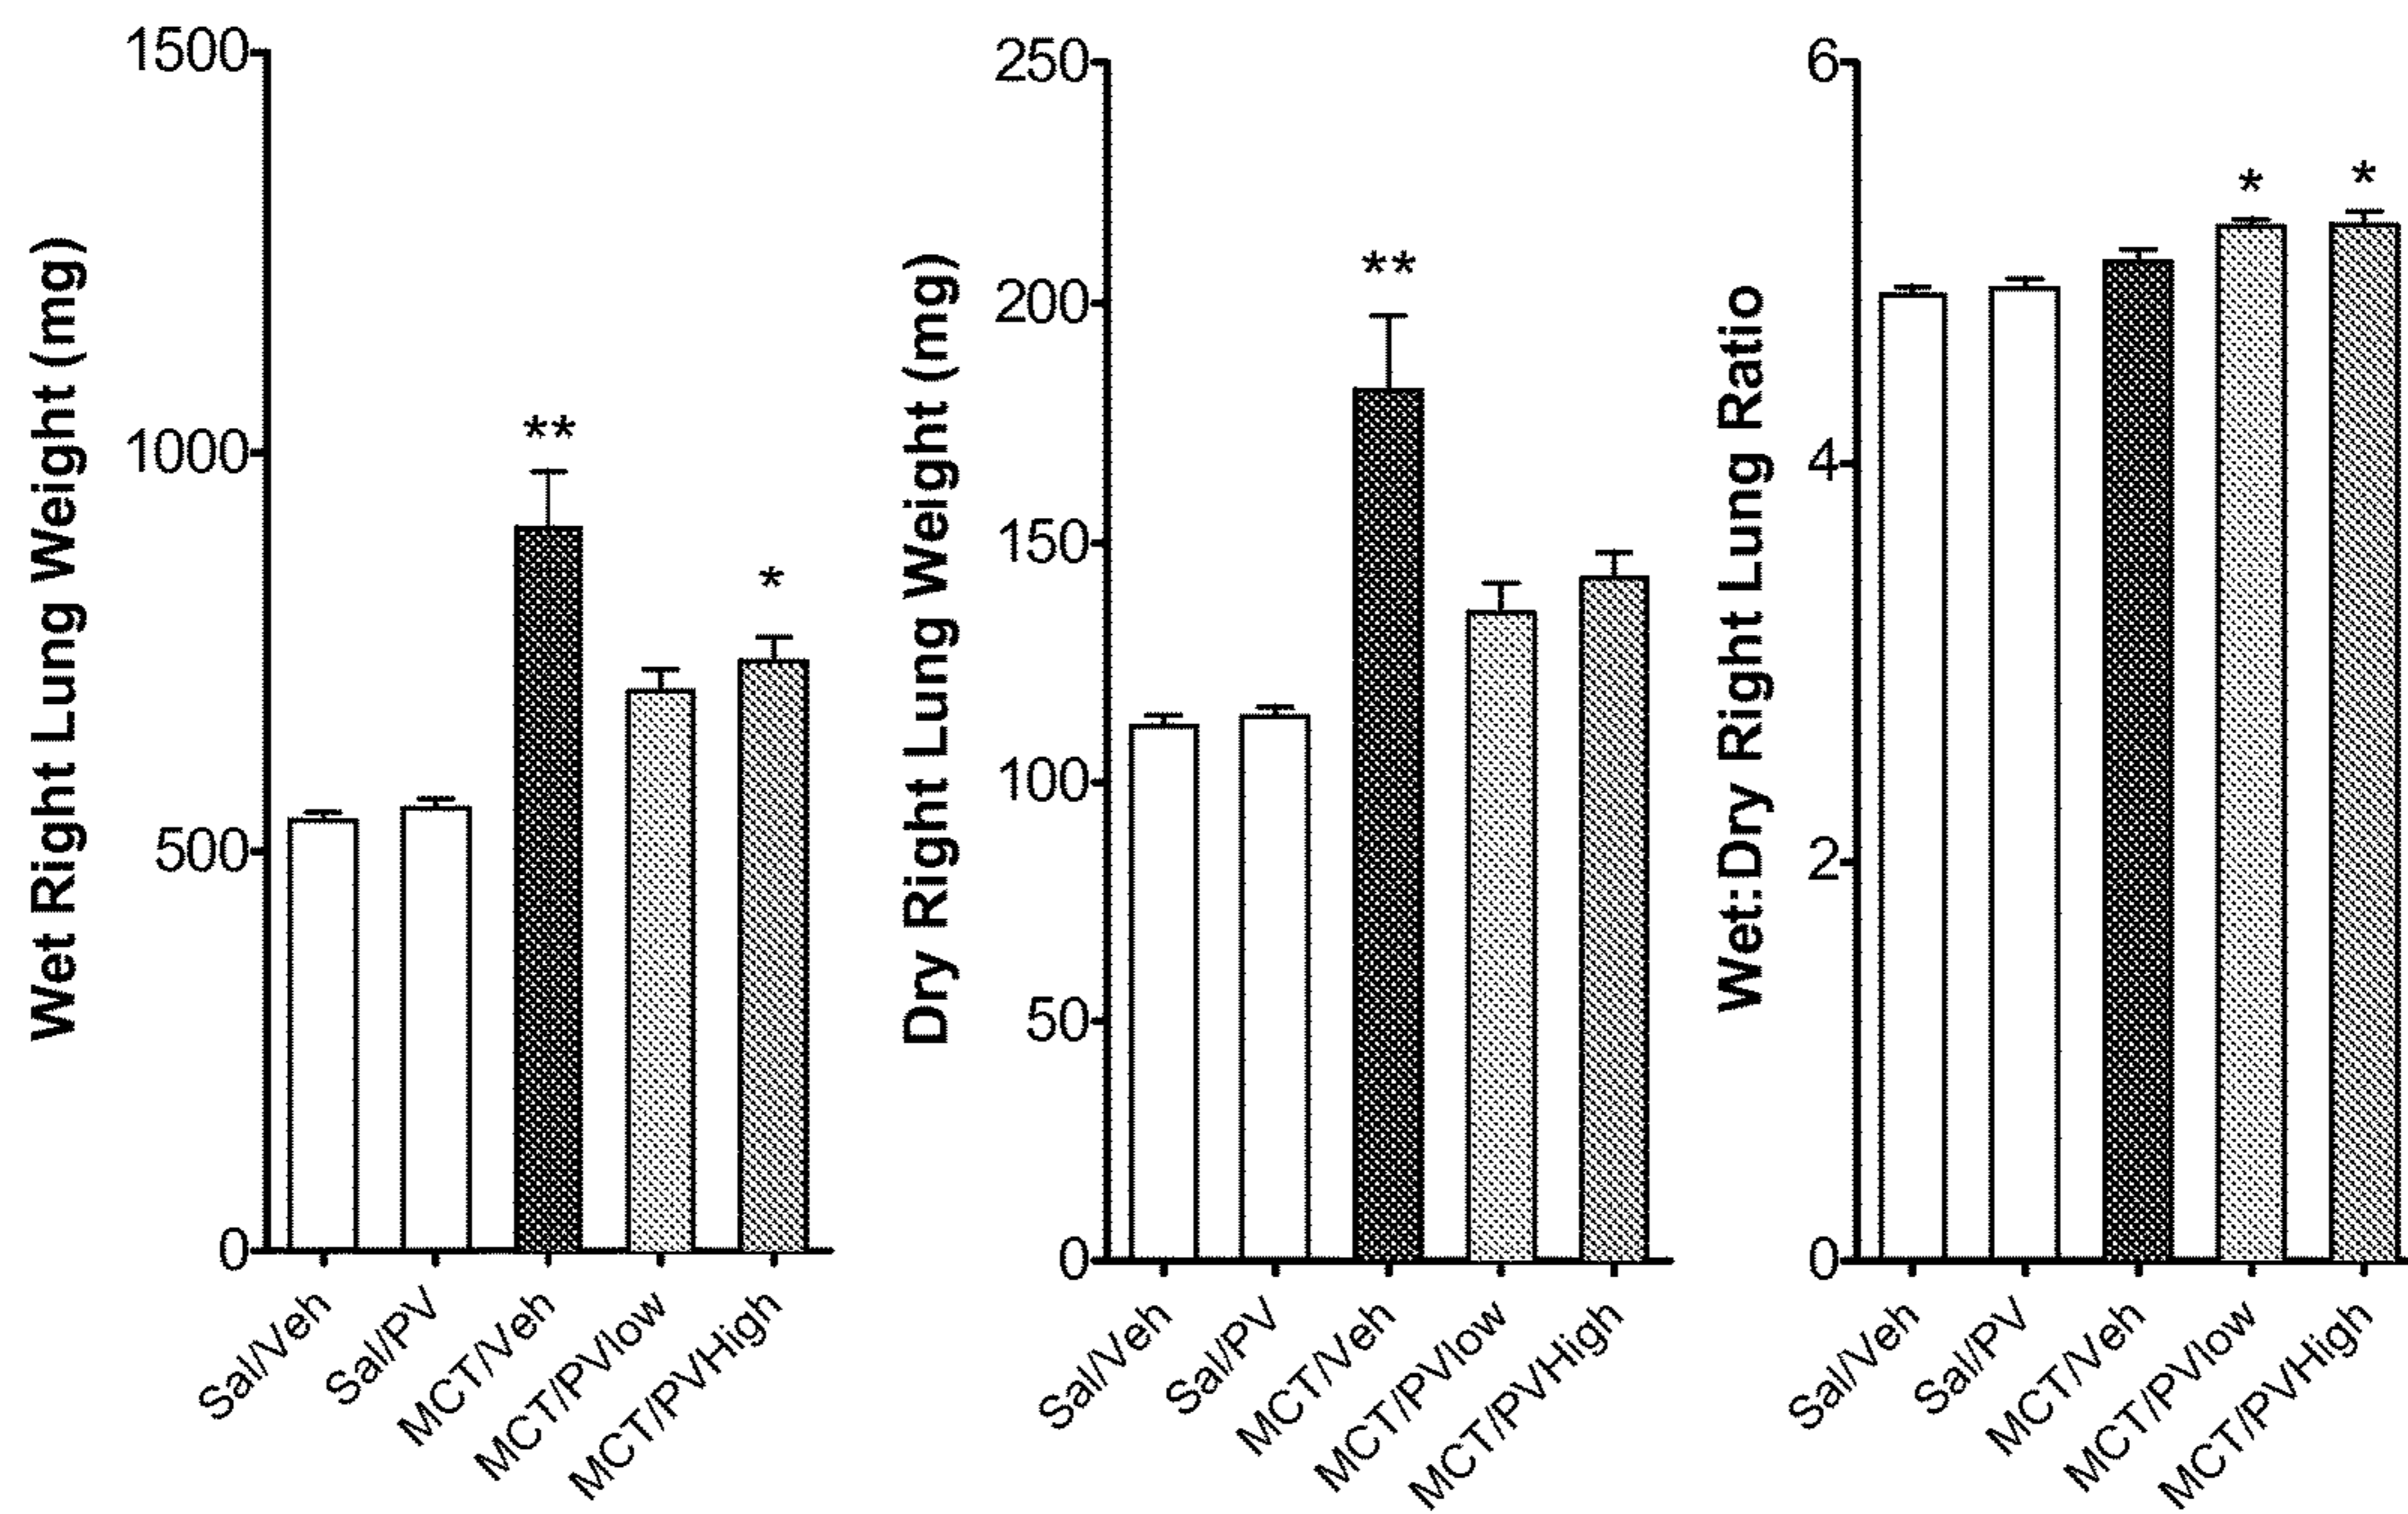 Wet Right Lung Weight (mg)
1500
1000
500
0
**
*
Sal/Veh
Sal/PV
MCT/Veh
MCT/PVlow
MCT/PVHigh
Dry Right Lung Weight (mg)
250
200
150
100
50
0
**
Sal/Veh
Sal/PV
MCT/Veh
MCT/PVlow
MCT/PVHigh
Wet:Dry Right Lung Ratio
6
4
2
0
*
*
Sal/Veh
Sal/PV
MCT/Veh
MCT/PVlow
MCT/PVHigh